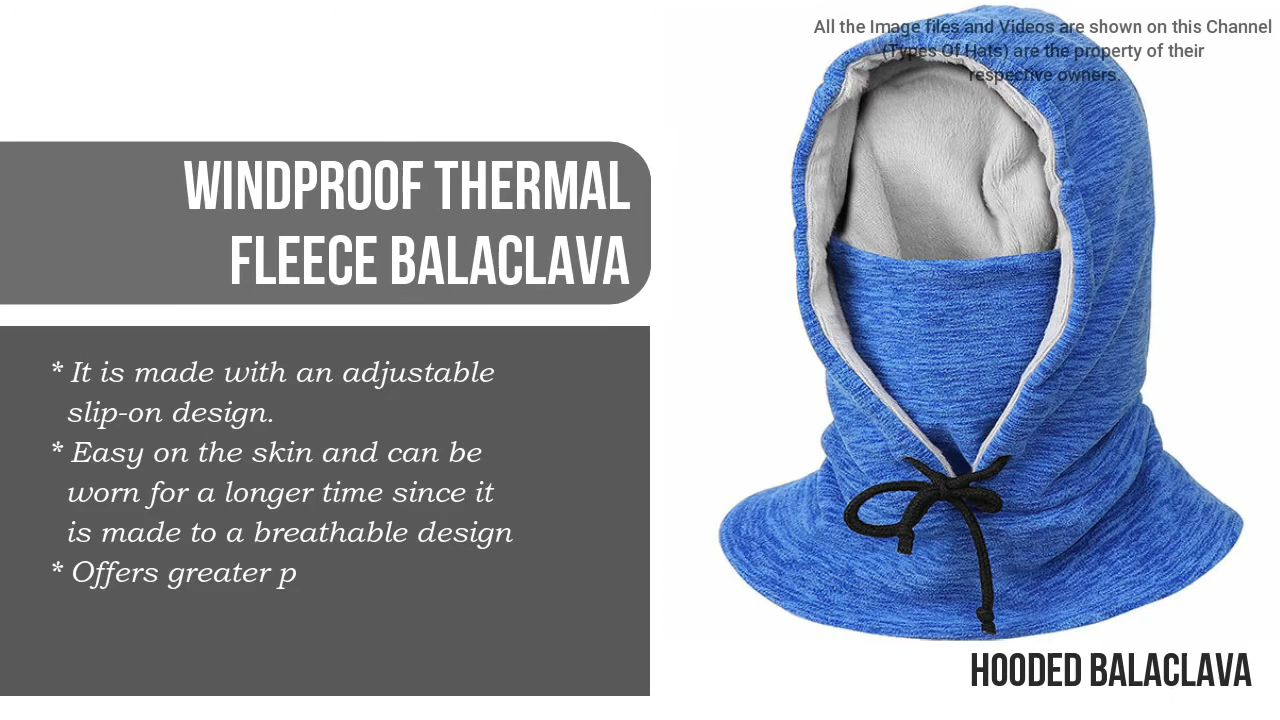 All the Image files and Videos are shown on this Channel
(Types Of Hats) are the property of their
respective owners.
WINDPROOF THERMAL
FLEECE BALACLAVA
* It is made with an adjustable
slip-on design.
* Easy on the skin and can be
worn for a longer time since it
is made to a breathable design
* Offers greater p
HOODED BALACLAVA